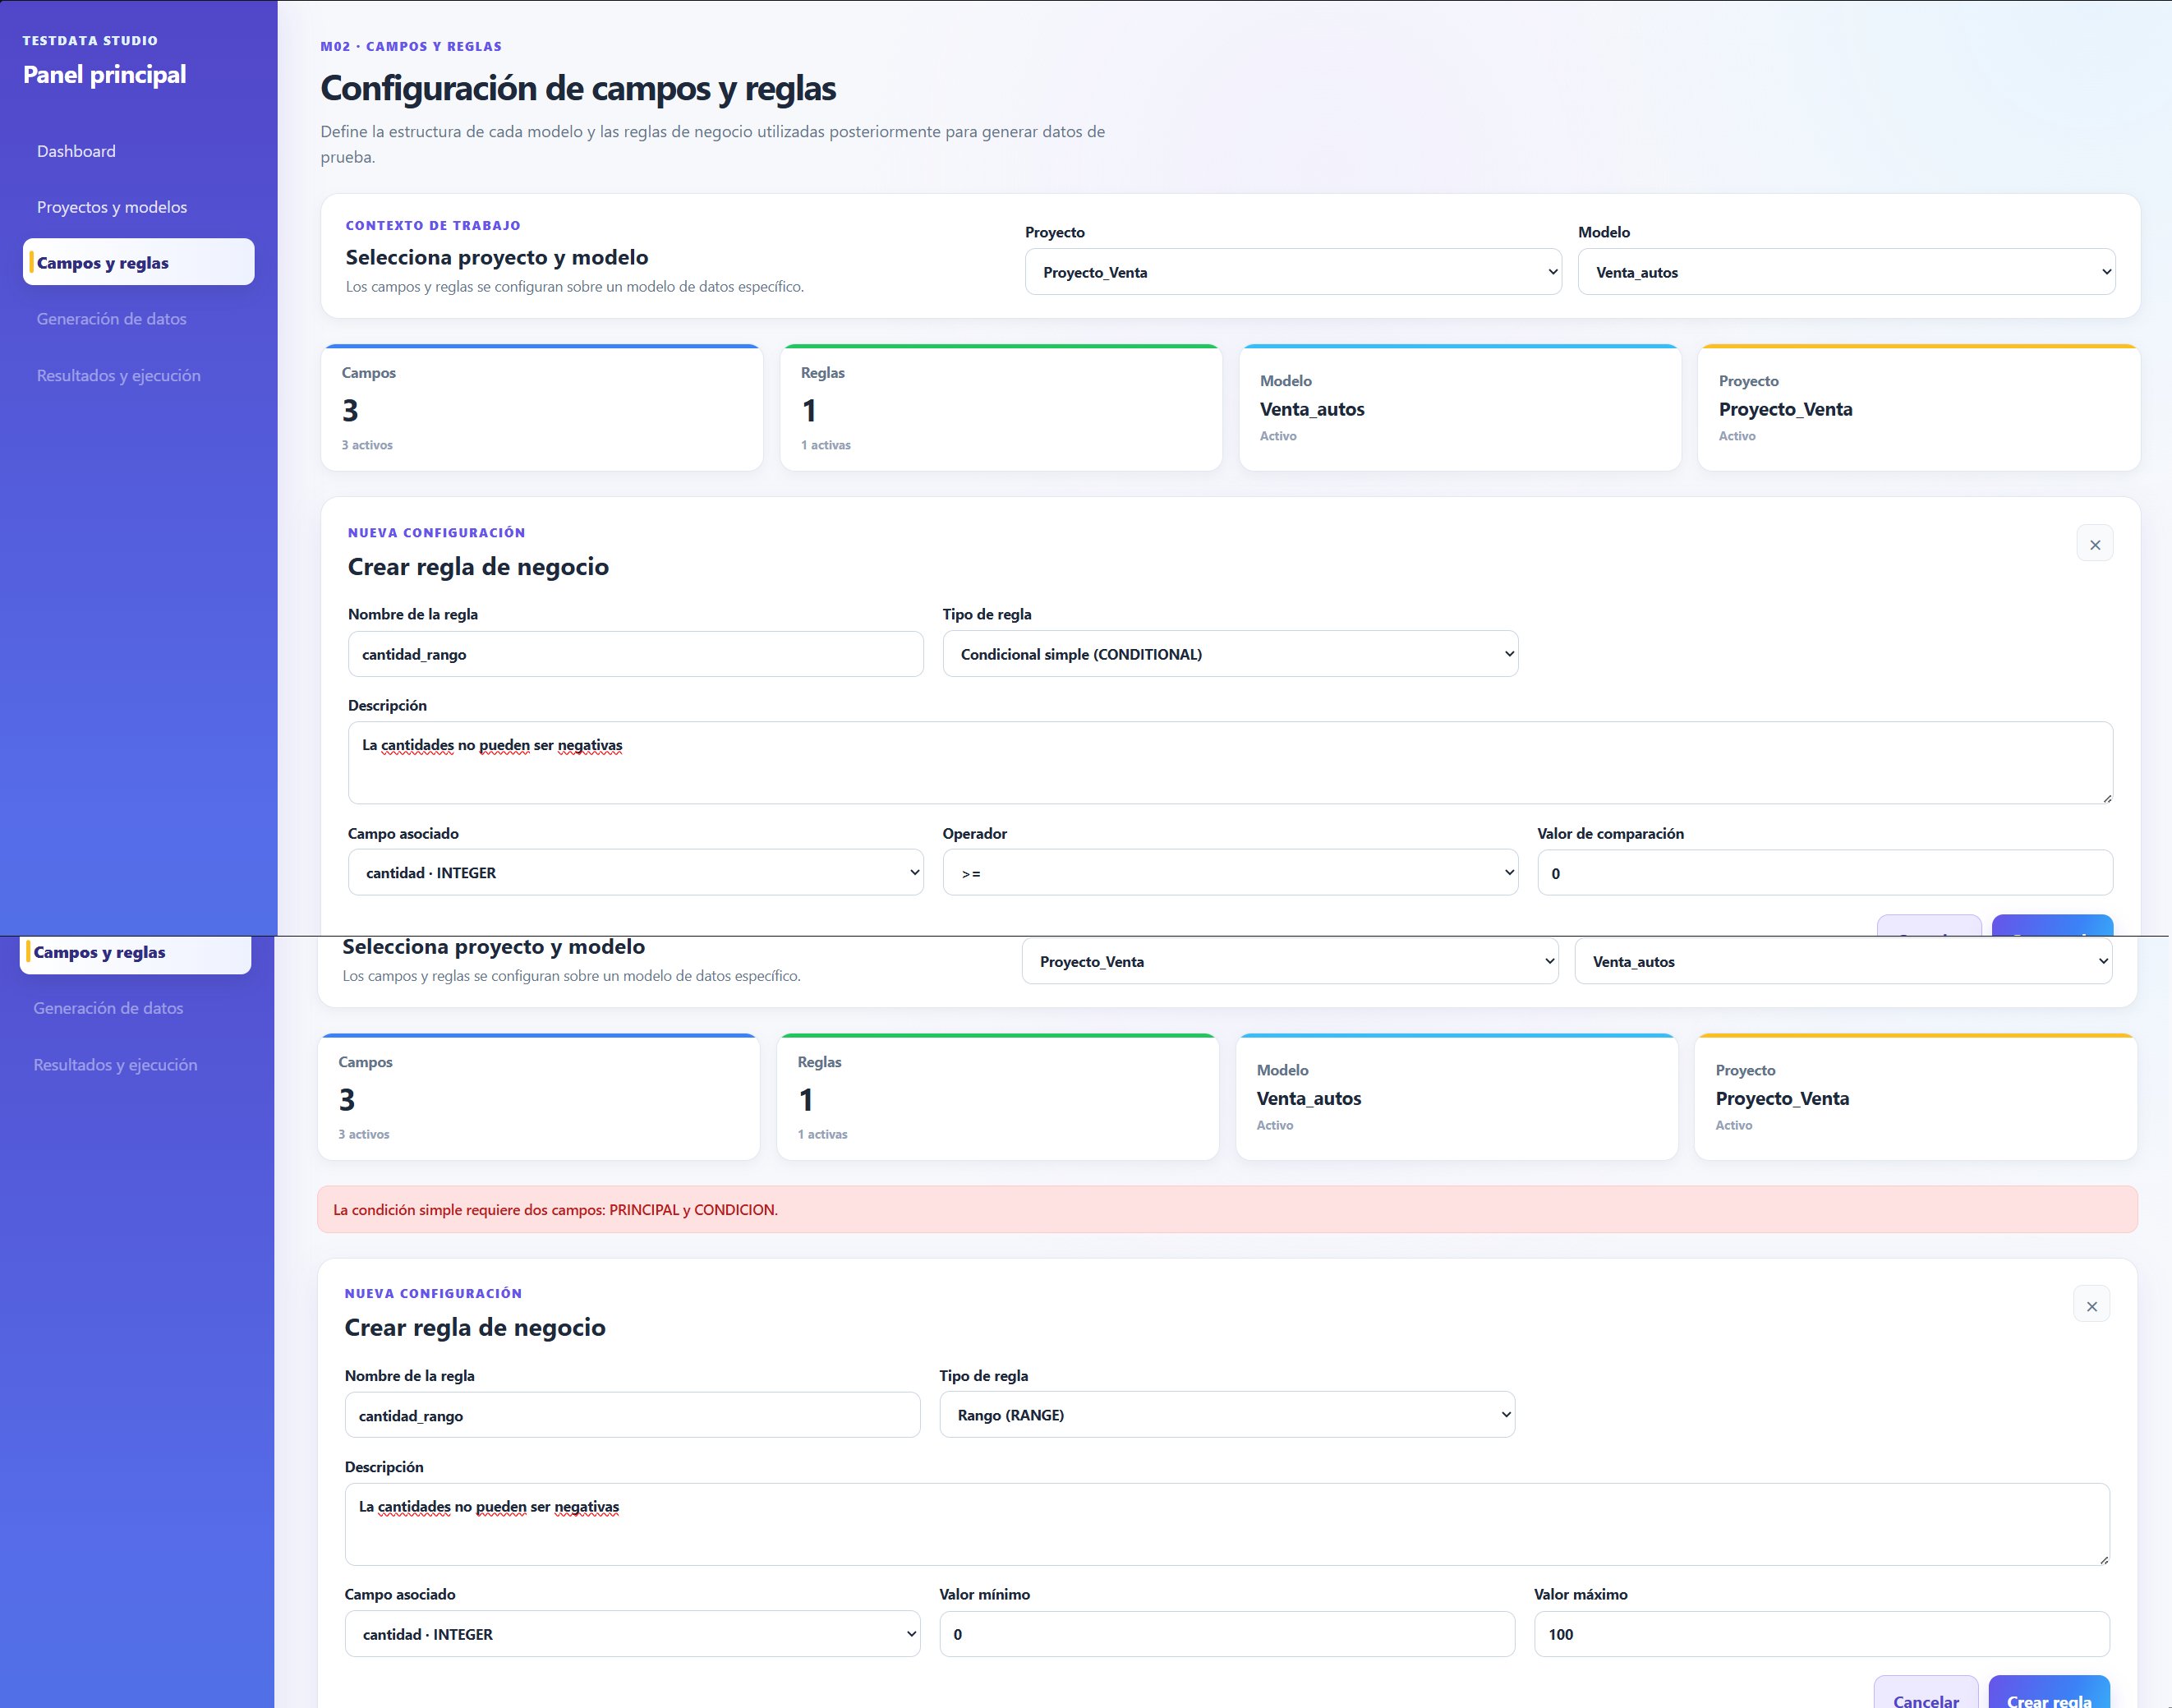 TESTDATA STUDIO
Panel principal
Dashboard
Proyectos y modelos
Campos y reglas
Generación de datos
Resultados y ejecución
M02 · CAMPOS Y REGLAS
Configuración de campos y reglas
Define la estructura de cada modelo y las reglas de negocio utilizadas posteriormente para generar datos de
prueba.
CONTEXTO DE TRABAJO
Selecciona proyecto y modelo
Los campos y reglas se configuran sobre un modelo de datos específico.
Proyecto
Proyecto_Venta
Modelo
Venta_autos
Campos
3
3 activos
Reglas
1
1 activas
Modelo
Venta_autos
Activo
Proyecto
Proyecto_Venta
Activo
NUEVA CONFIGURACIÓN
Crear regla de negocio
Nombre de la regla
cantidad_rango
Tipo de regla
Condicional simple (CONDITIONAL)
Descripción
La cantidades no pueden ser negativas
Campo asociado
cantidad · INTEGER
Operador
>=
Valor de comparación
0
Campos y reglas
Generación de datos
Resultados y ejecución
Selecciona proyecto y modelo
Los campos y reglas se configuran sobre un modelo de datos específico.
Proyecto_Venta
Venta_autos
Campos
3
3 activos
Reglas
1
1 activas
Modelo
Venta_autos
Activo
Proyecto
Proyecto_Venta
Activo
La condición simple requiere dos campos: PRINCIPAL y CONDICION.
NUEVA CONFIGURACIÓN
Crear regla de negocio
Nombre de la regla
cantidad_rango
Tipo de regla
Rango (RANGE)
Descripción
La cantidades no pueden ser negativas
Campo asociado
cantidad · INTEGER
Valor mínimo
0
Valor máximo
100
Cancelar
Crear regla